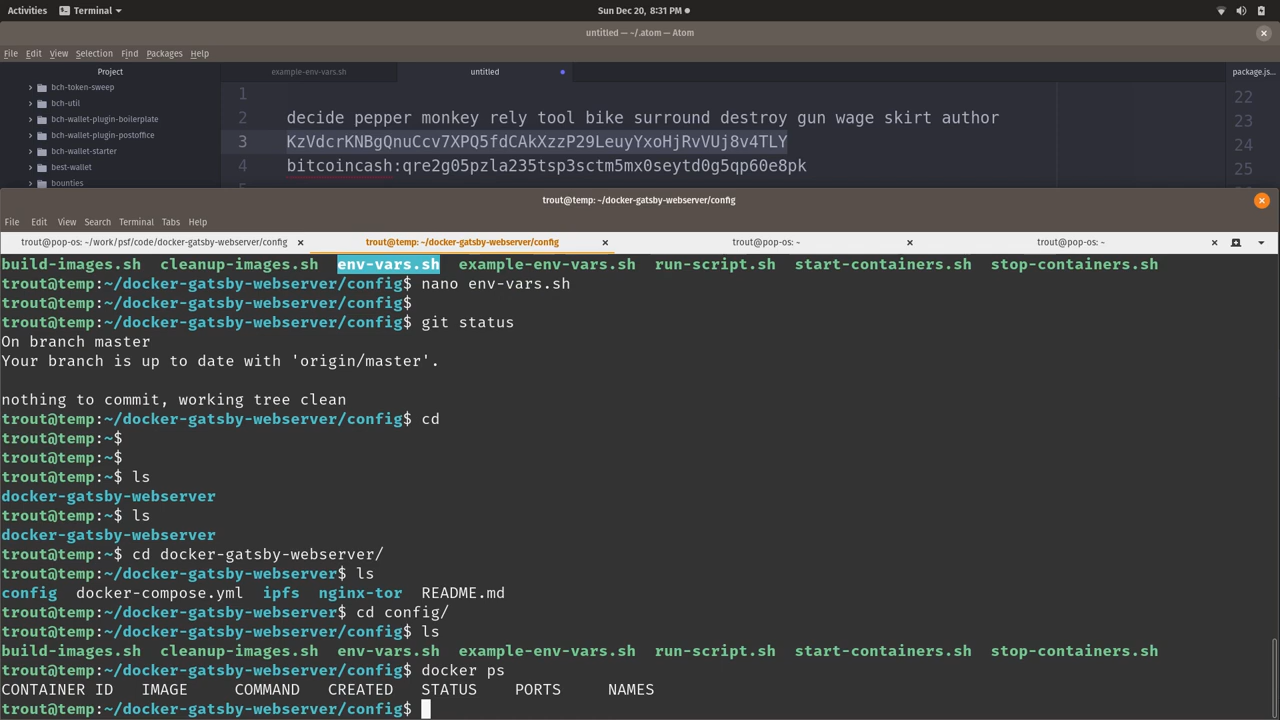 Activities Terminal Sun Dec 20, 8:31 PM
untitled — ~/.atom — Atom
File Edit View Selection Find Packages Help
Project example-env-vars.sh untitled package.js...
bch-token-sweep
bch-util
bch-wallet-plugin-boilerplate
bch-wallet-plugin-postoffice
bch-wallet-starter
best-wallet
bounties
1
2 decide pepper monkey rely tool bike surround destroy gun wage skirt author
3 KzVdcrKNBgQnuCcv7XPQ5fdCAkXzzP29LeuyYxoHjRvVUj8v4TLY
4 bitcoincash:qre2g05pzla235tsp3sctm5mx0seytd0g5qp60e8pk
22
23
24
25
trout@temp: ~/docker-gatsby-webserver/config
File Edit View Search Terminal Tabs Help
trout@pop-os: ~/work/psf/code/docker-gatsby-webserver/config trout@temp: ~/docker-gatsby-webserver/config trout@pop-os: ~ trout@pop-os: ~
build-images.sh cleanup-images.sh env-vars.sh example-env-vars.sh run-script.sh start-containers.sh stop-containers.sh
trout@temp:~/docker-gatsby-webserver/config$ nano env-vars.sh
trout@temp:~/docker-gatsby-webserver/config$
trout@temp:~/docker-gatsby-webserver/config$ git status
On branch master
Your branch is up to date with 'origin/master'.
nothing to commit, working tree clean
trout@temp:~/docker-gatsby-webserver/config$ cd
trout@temp:~$
trout@temp:~$
trout@temp:~$ ls
docker-gatsby-webserver
trout@temp:~$ ls
docker-gatsby-webserver
trout@temp:~$ cd docker-gatsby-webserver/
trout@temp:~/docker-gatsby-webserver$ ls
config docker-compose.yml ipfs nginx-tor README.md
trout@temp:~/docker-gatsby-webserver$ cd config/
trout@temp:~/docker-gatsby-webserver/config$ ls
build-images.sh cleanup-images.sh env-vars.sh example-env-vars.sh run-script.sh start-containers.sh stop-containers.sh
trout@temp:~/docker-gatsby-webserver/config$ docker ps
CONTAINER ID IMAGE COMMAND CREATED STATUS PORTS NAMES
trout@temp:~/docker-gatsby-webserver/config$